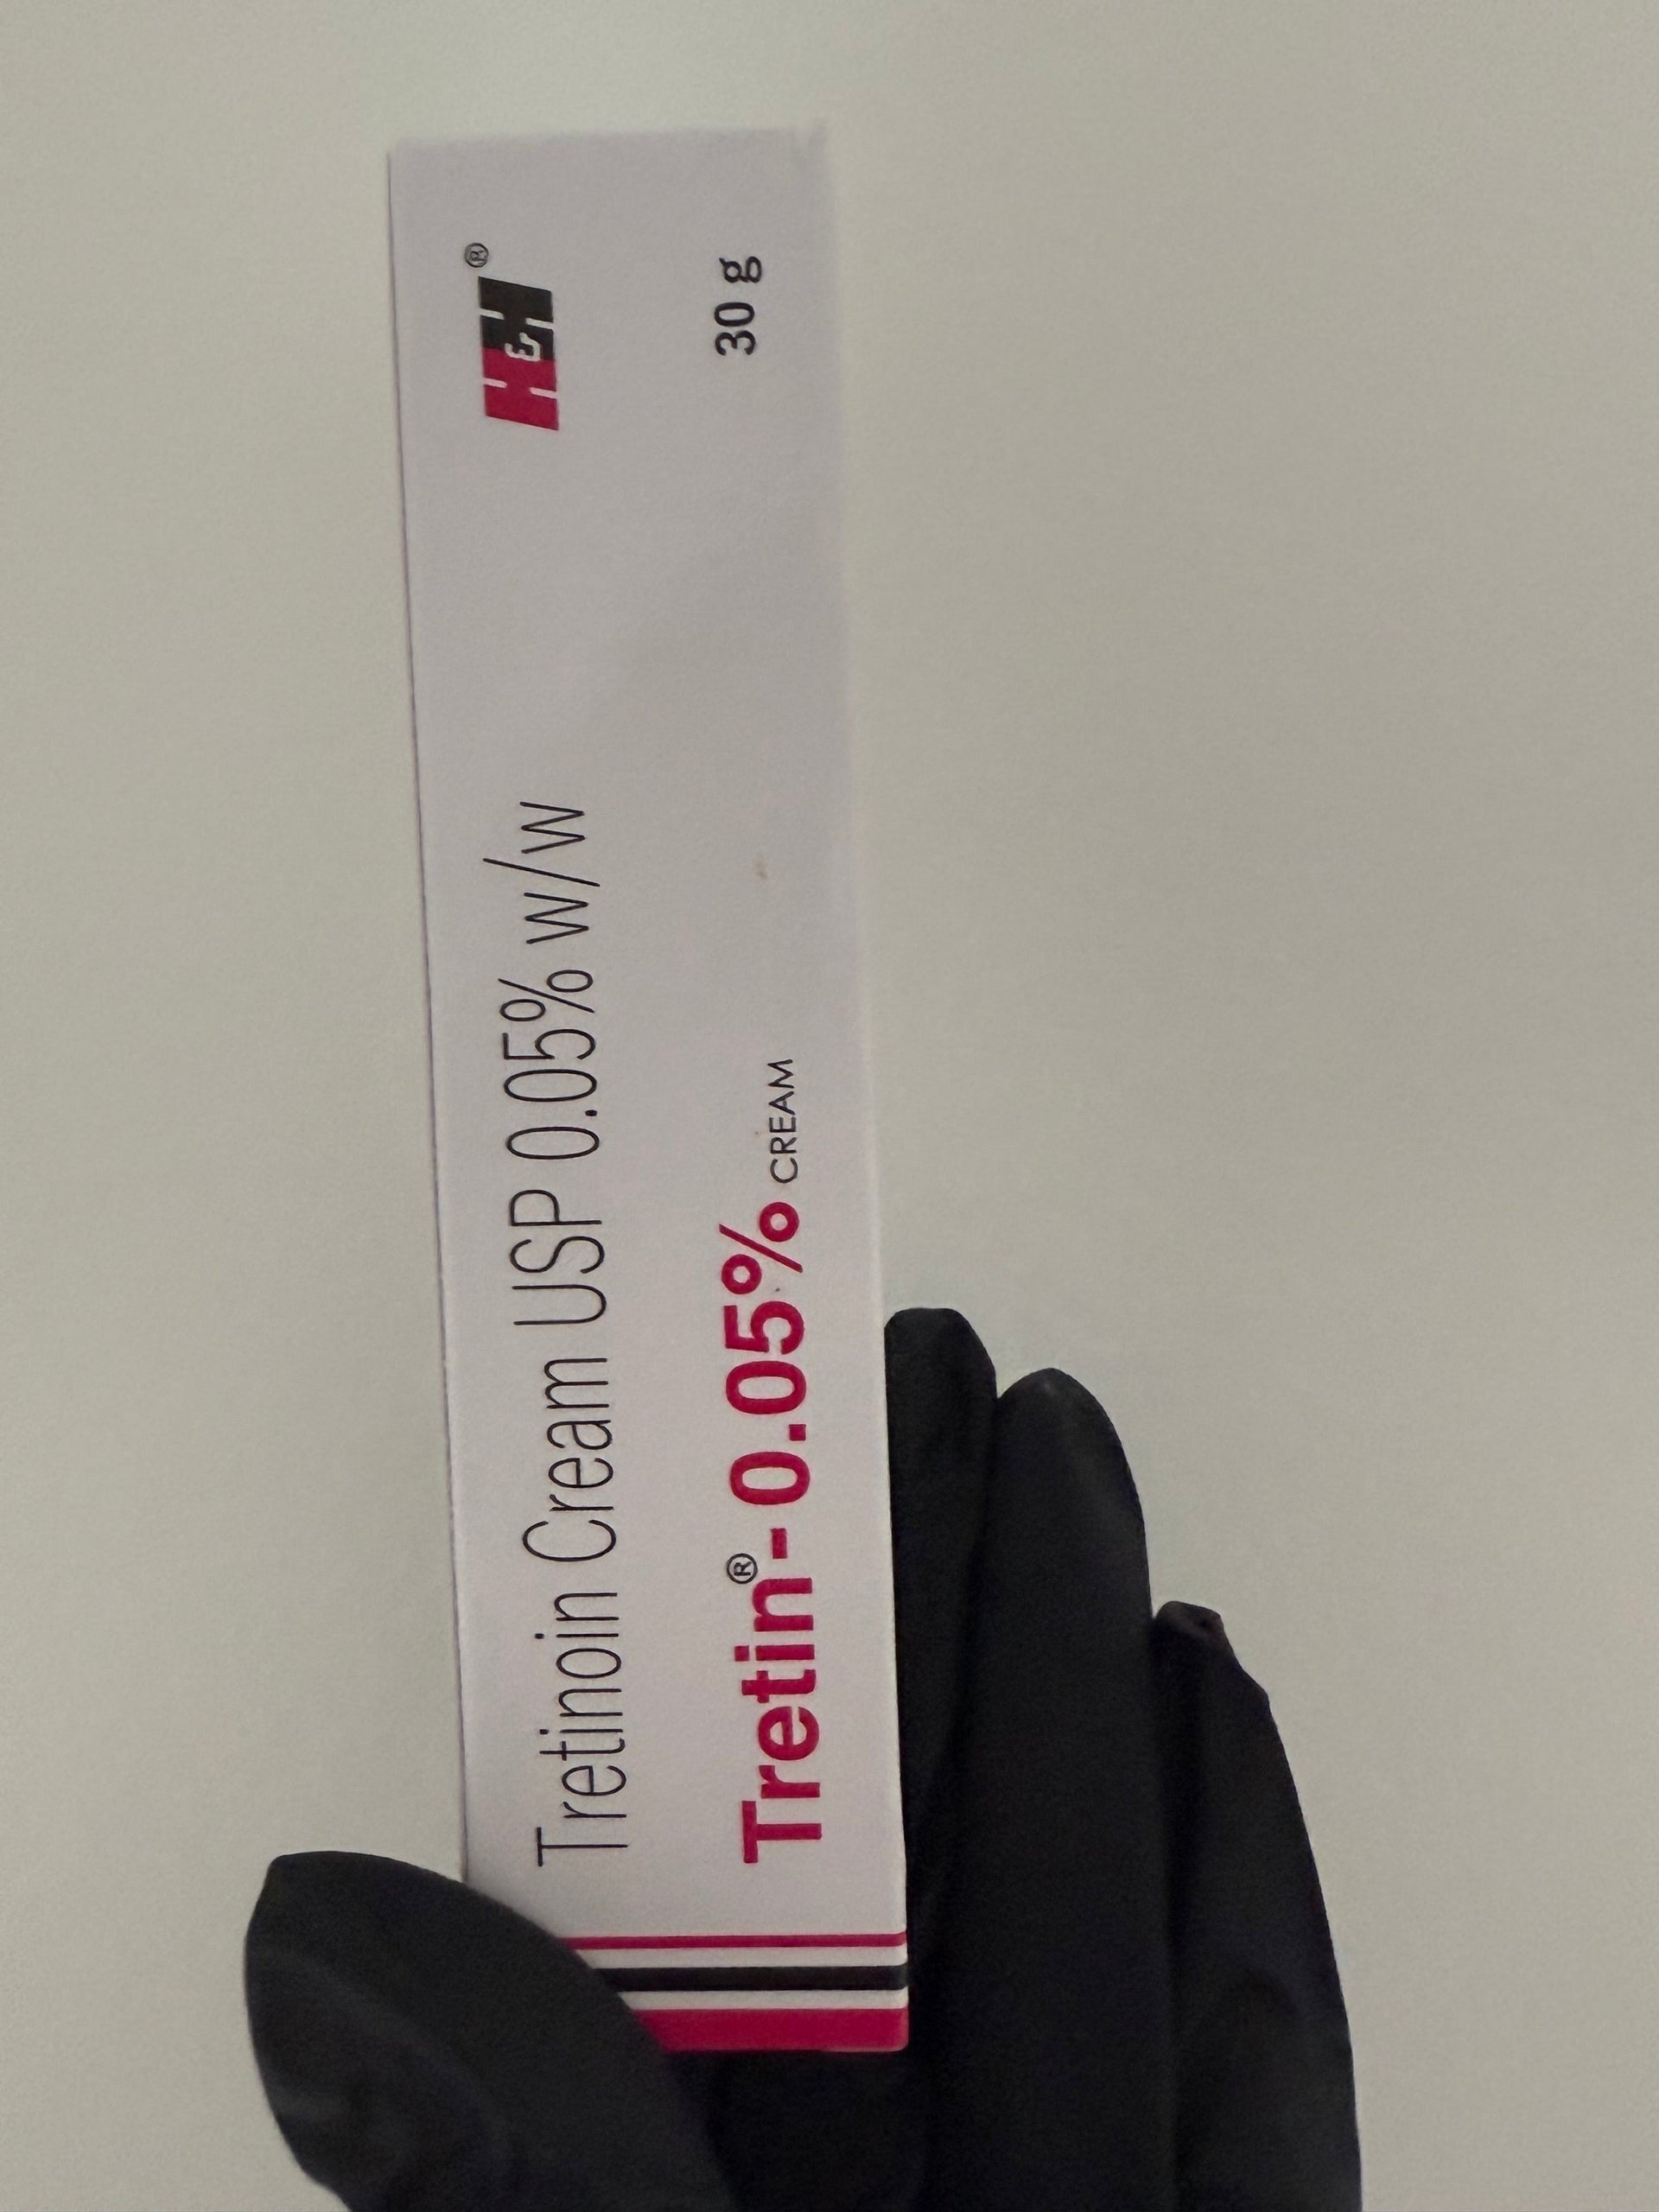 Tretinoin Cream USP 0.05% w/w
H&H®
Tretin®- 0.05% CREAM
30 g